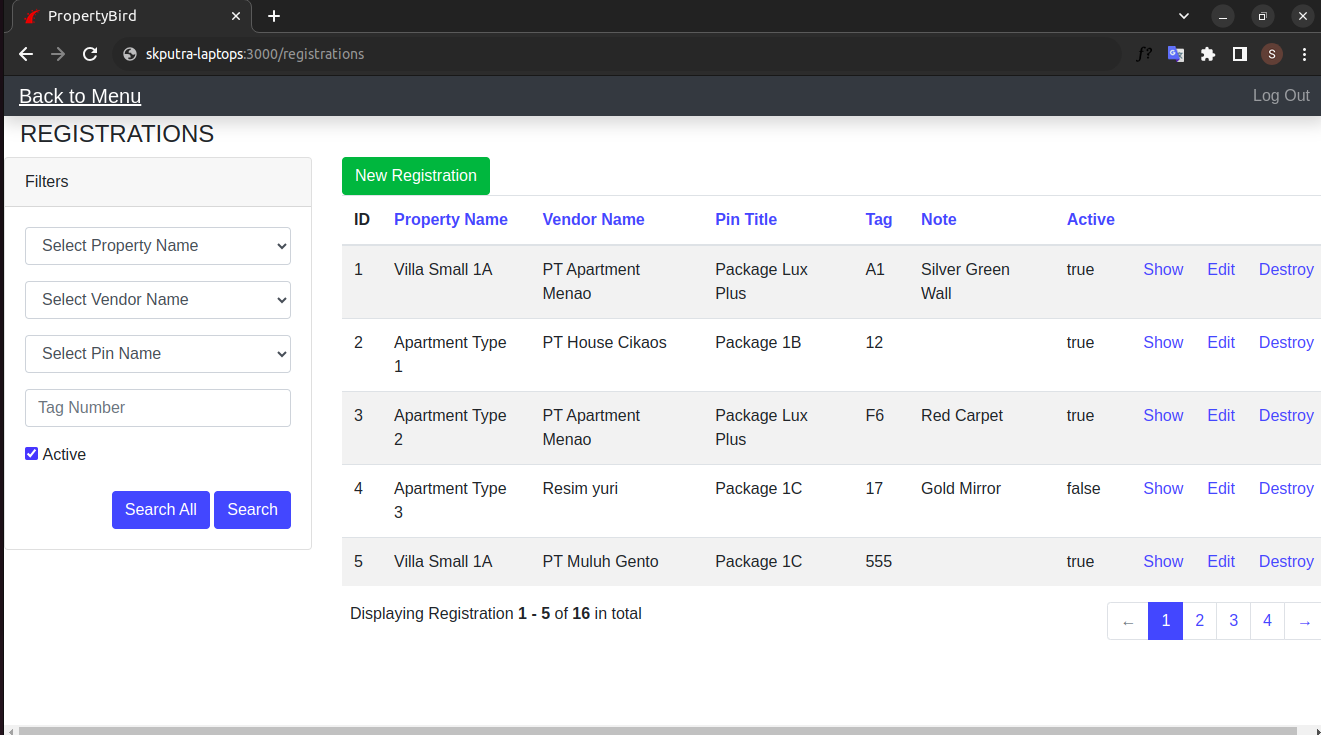 PropertyBird
skputra-laptops:3000/registrations
f?
G
S
Back to Menu
Log Out
REGISTRATIONS
Filters
Select Property Name
Select Vendor Name
Select Pin Name
Tag Number
Active
Search All Search
New Registration
ID Property Name Vendor Name Pin Title Tag Note Active
1 Villa Small 1A PT Apartment Package Lux A1 Silver Green true Show Edit Destroy
Menao Plus Wall
2 Apartment Type PT House Cikaos Package 1B 12 true Show Edit Destroy
1
3 Apartment Type PT Apartment Package Lux F6 Red Carpet true Show Edit Destroy
2 Menao Plus
4 Apartment Type Resim yuri Package 1C 17 Gold Mirror false Show Edit Destroy
3
5 Villa Small 1A PT Muluh Gento Package 1C 555 true Show Edit Destroy
Displaying Registration 1 - 5 of 16 in total
← 1 2 3 4 →